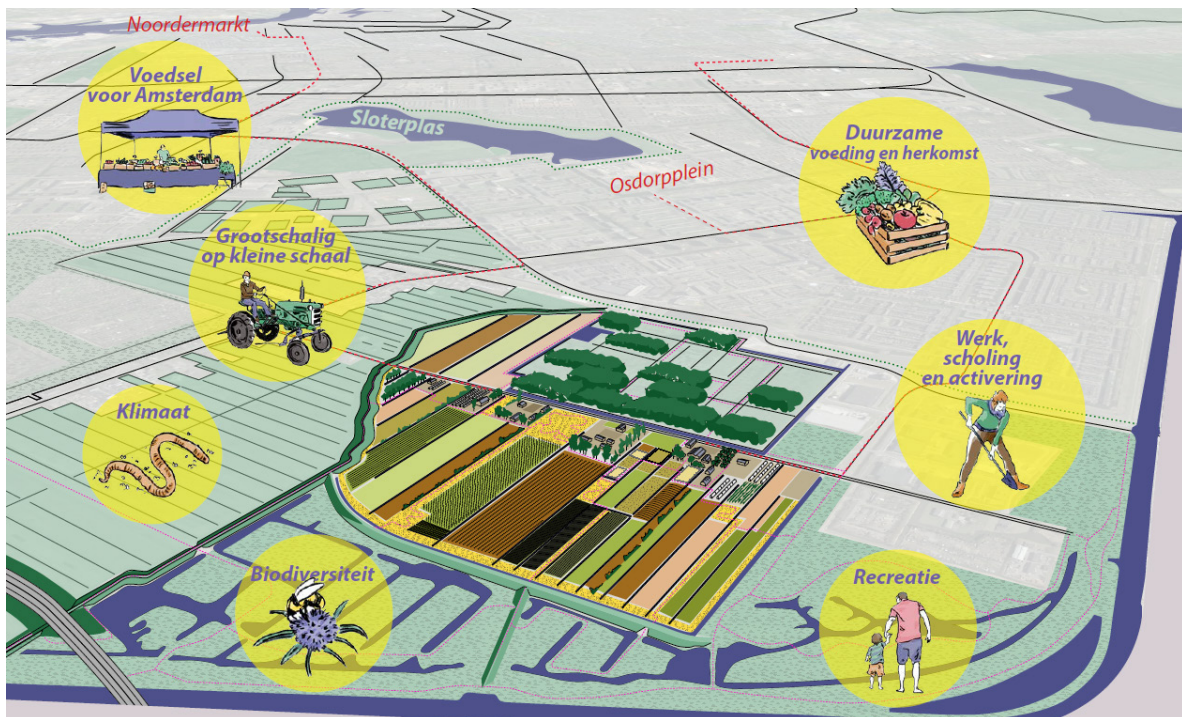 Noordermarkt
Voedsel
voor Amsterdam
Sloterplas
Duurzame
voeding en herkomst
Osdorpplein
Grootschalig
op kleine schaal
Werk,
scholing
en activering
Klimaat
Biodiversiteit
Recreatie